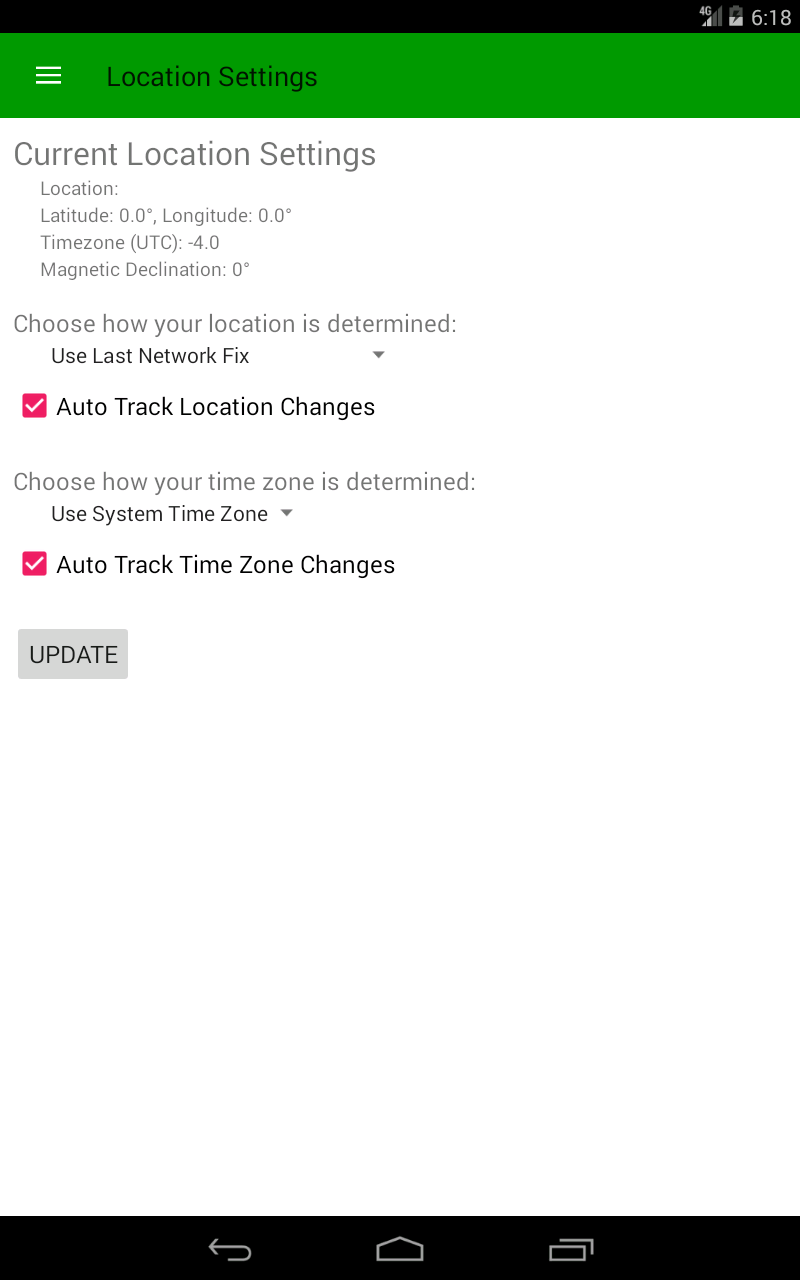 4G 6:18
Location Settings
Current Location Settings
Location:
Latitude: 0.0°, Longitude: 0.0°
Timezone (UTC): -4.0
Magnetic Declination: 0°
Choose how your location is determined:
Use Last Network Fix
Auto Track Location Changes
Choose how your time zone is determined:
Use System Time Zone
Auto Track Time Zone Changes
UPDATE